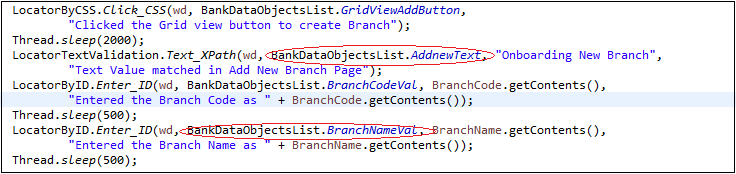 LocatorByCSS.Click_CSS(wd, BankDataObjectsList.GridViewAddButton,
"Clicked the Grid view button to create Branch");
Thread.sleep(2000);
LocatorTextValidation.Text_XPath(wd, BankDataObjectsList.AddnewText, "Onboarding New Branch",
"Text Value matched in Add New Branch Page");
LocatorByID.Enter_ID(wd, BankDataObjectsList.BranchCodeVal, BranchCode.getContents(),
"Entered the Branch Code as " + BranchCode.getContents());
Thread.sleep(500);
LocatorByID.Enter_ID(wd, BankDataObjectsList.BranchNameVal, BranchName.getContents(),
"Entered the Branch Name as " + BranchName.getContents());
Thread.sleep(500);